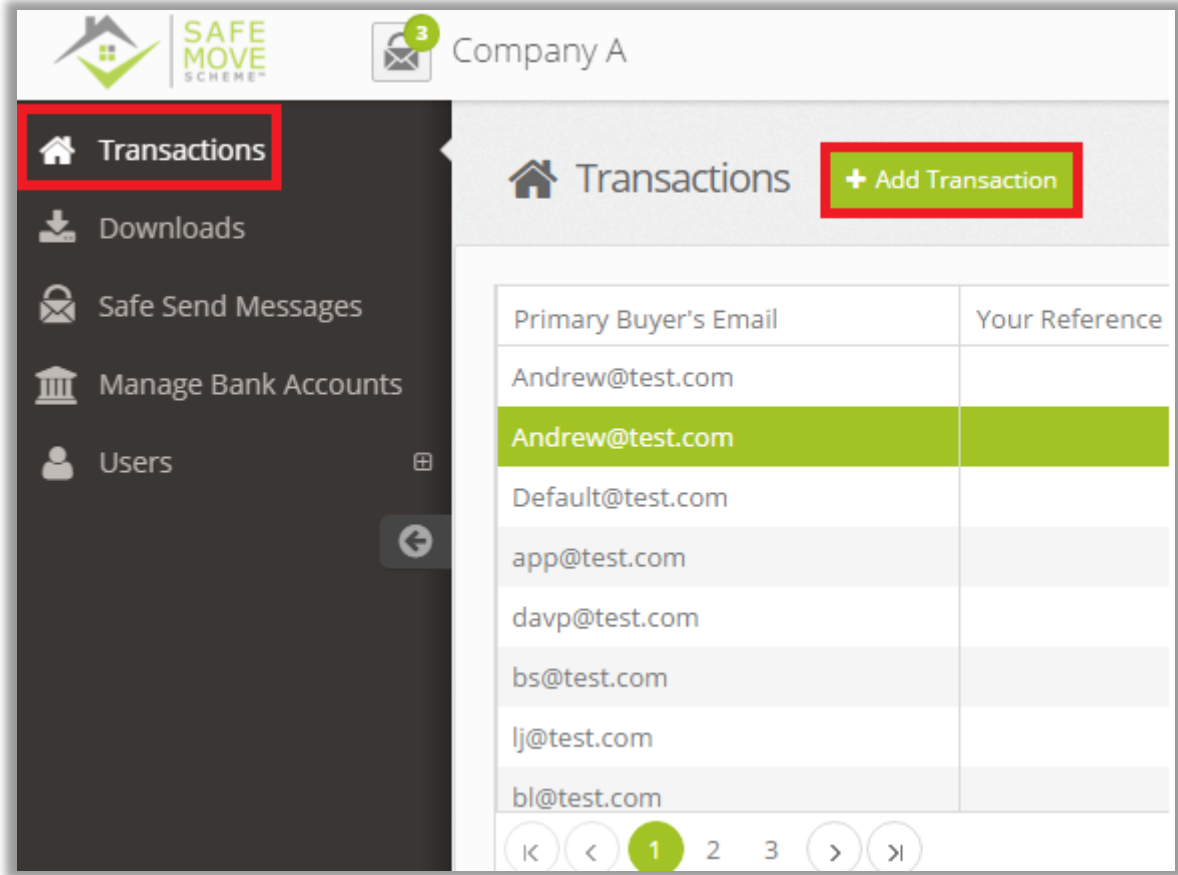 SAFE
MOVE
SCHEME™
3
Company A
Transactions
Downloads
Safe Send Messages
Manage Bank Accounts
Users
Transactions
+ Add Transaction
Primary Buyer's Email Your Reference
Andrew@test.com
Andrew@test.com
Default@test.com
app@test.com
davp@test.com
bs@test.com
lj@test.com
bl@test.com
1 2 3